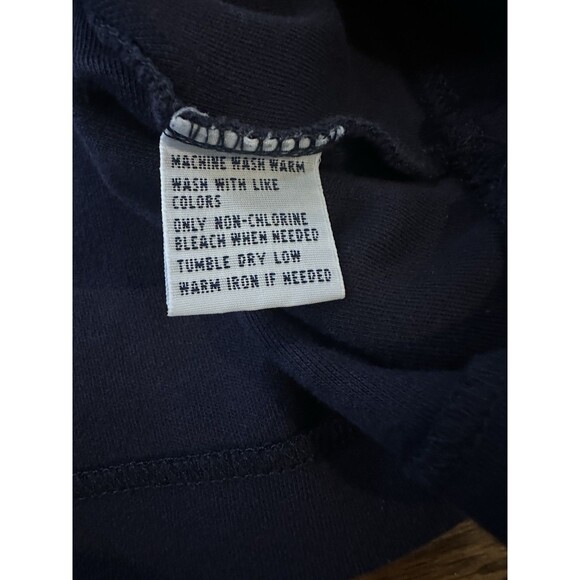 MACHINE WASH WARM
WASH WITH LIKE
COLORS
ONLY NON-CHLORINE
BLEACH WHEN NEEDED
TUMBLE DRY LOW
WARM IRON IF NEEDED